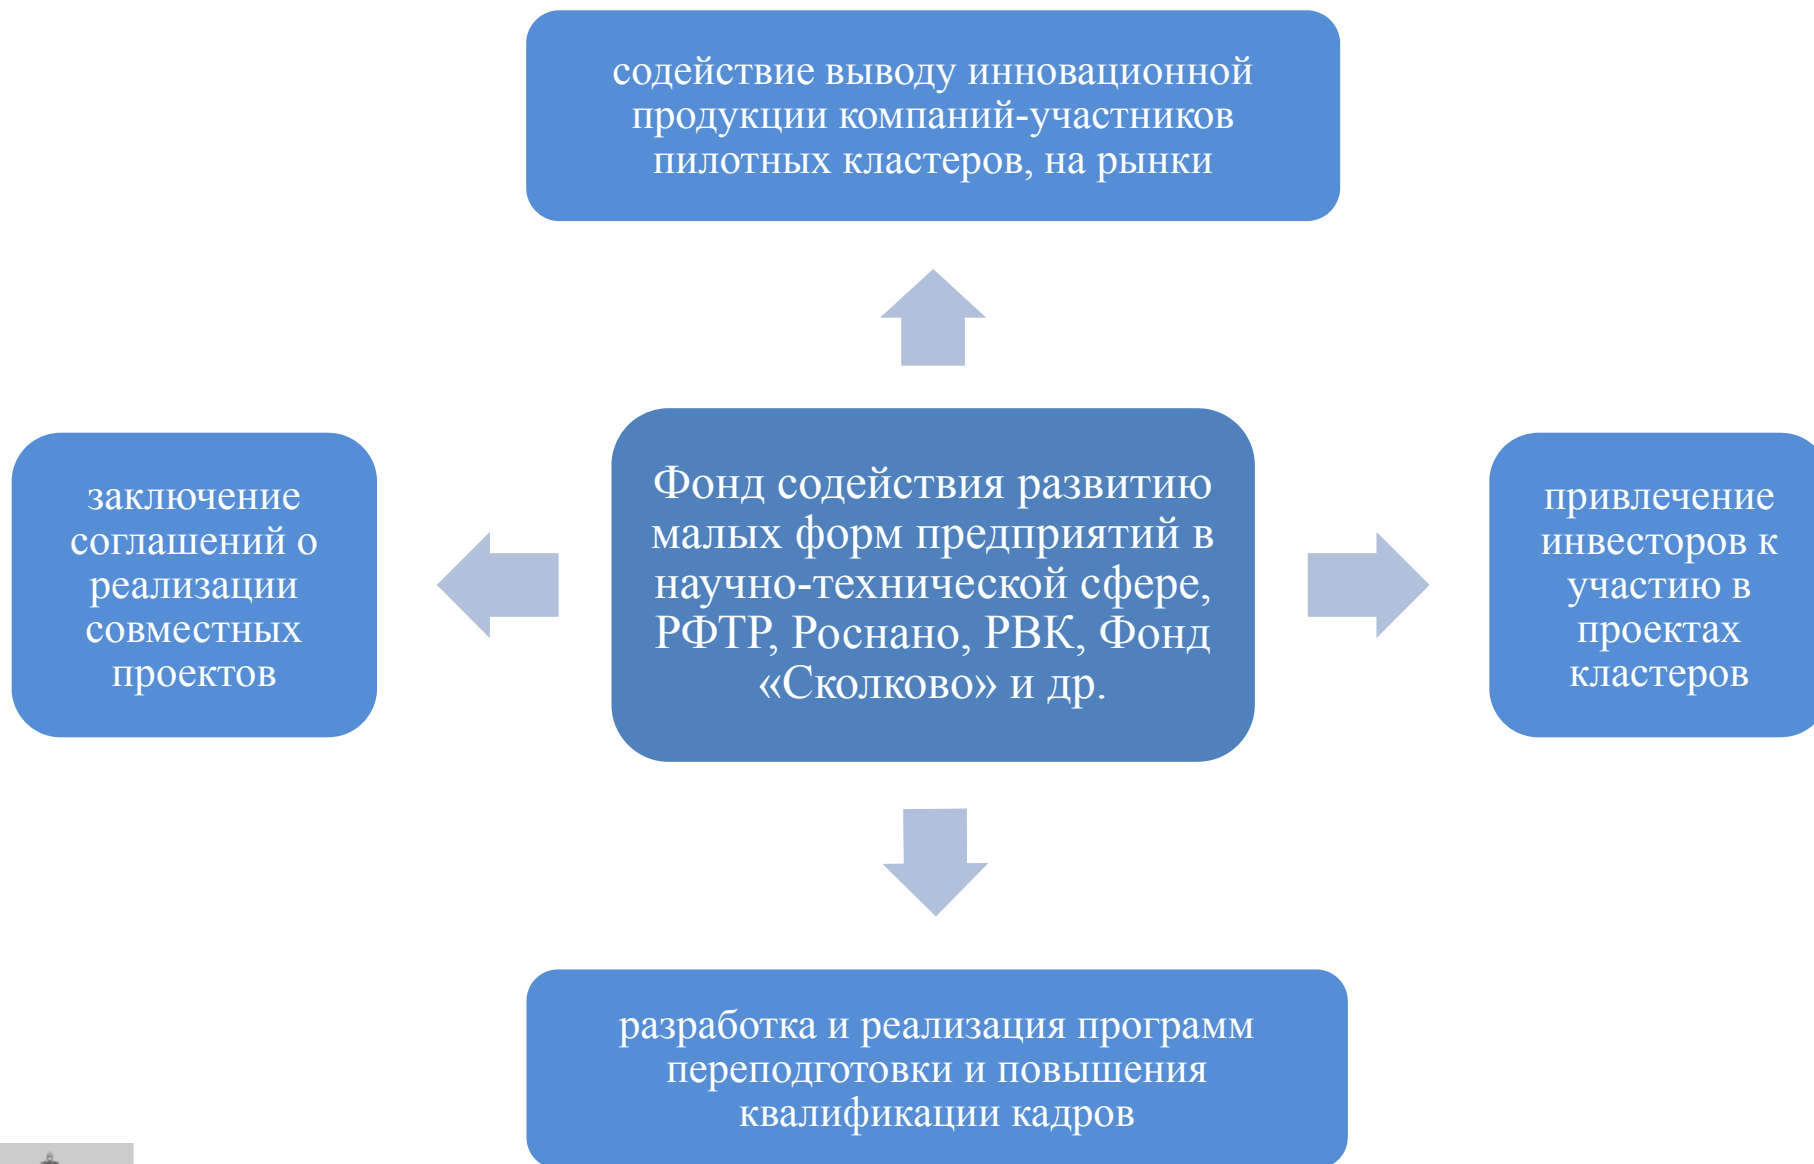 содействие выводу инновационной
продукции компаний-участников
пилотных кластеров, на рынки
заключение
соглашений о
реализации
совместных
проектов
Фонд содействия развитию
малых форм предприятий в
научно-технической сфере,
РФТР, Роснано, РВК, Фонд
«Сколково» и др.
привлечение
инвесторов к
участию в
проектах
кластеров
разработка и реализация программ
переподготовки и повышения
квалификации кадров